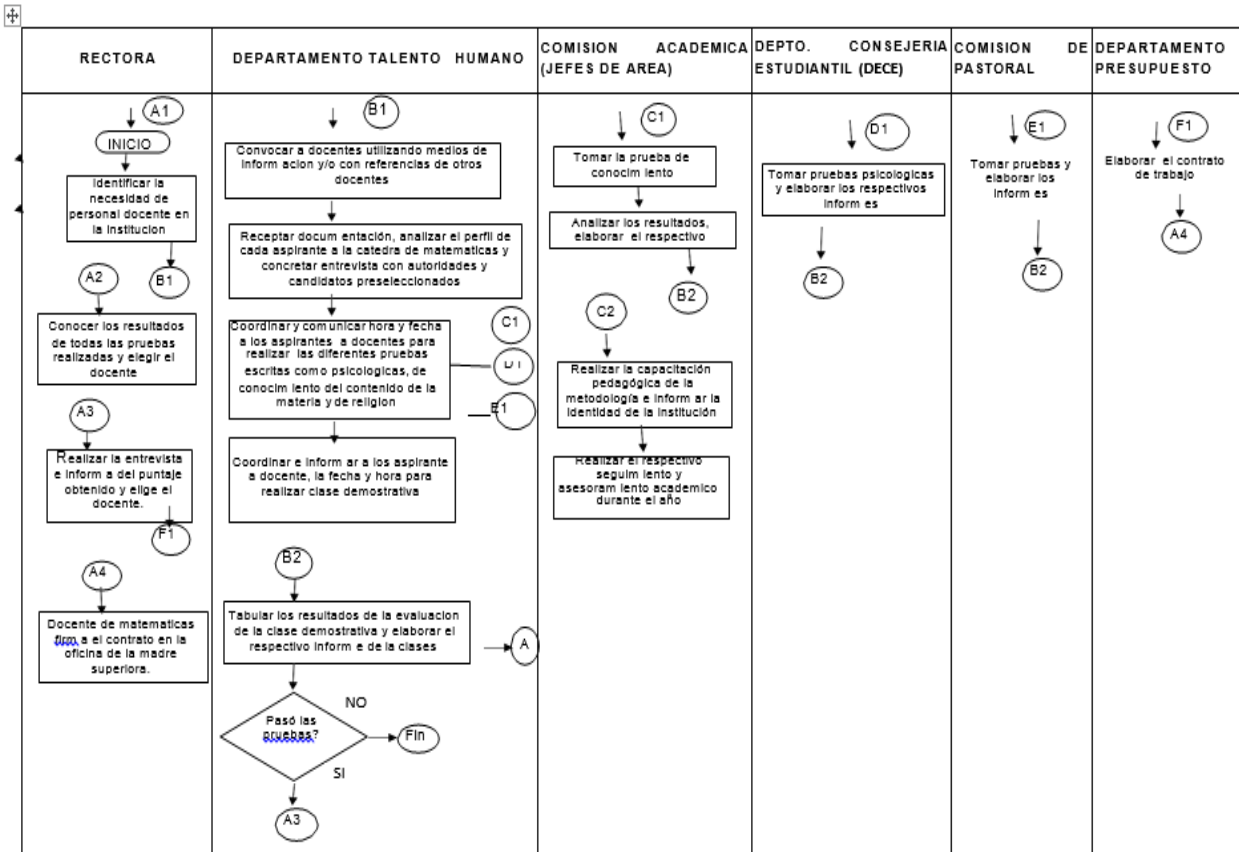 RECTORA
DEPARTAMENTO TALENTO HUMANO
COMISION ACADEMICA
(JEFES DE AREA)
DEPTO. CONSEJERIA
ESTUDIANTIL (DECE)
COMISION DE
PASTORAL
DEPARTAMENTO
PRESUPUESTO
A1
INICIO
Identificar la
necesidad de
personal docente en
la institucion
B1
A2
Conocer los resultados
de todas las pruebas
realizadas y elegir el
docente
A3
Realizar la entrevista
e inform a del puntaje
obtenido y elige el
docente.
F1
A4
Docente de matematicas
firm a el contrato en la
oficina de la madre
superiora.
B1
Convocar a docentes utilizando medios de
inform acion y/o con referencias de otros
docentes
Receptar docum entación, analizar el perfil de
cada aspirante a la catedra de matematicas y
concretar entrevista con autoridades y
candidatos preseleccionados
Coordinar y com unicar hora y fecha
a los aspirantes a docentes para
realizar las diferentes pruebas
escritas como psicologicas, de
conocim iento del contenido de la
materia y de religion
C1
D1
E1
Coordinar e inform ar a los aspirante
a docente, la fecha y hora para
realizar clase demostrativa
B2
Tabular los resultados de la evaluacion
de la clase demostrativa y elaborar el
respectivo inform e de la clases
A
Pasó las
pruebas?
NO
Fin
SI
A3
C1
Tomar la prueba de
conocim iento
Analizar los resultados,
elaborar el respectivo
B2
C2
Realizar la capacitación
pedagógica de la
metodología e inform ar la
identidad de la institución
Realizar el respectivo
seguim iento y
asesoram iento academico
durante el año
D1
Tomar pruebas psicologicas
y elaborar los respectivos
inform es
B2
E1
Tomar pruebas y
elaborar los
inform es
B2
F1
Elaborar el contrato
de trabajo
A4